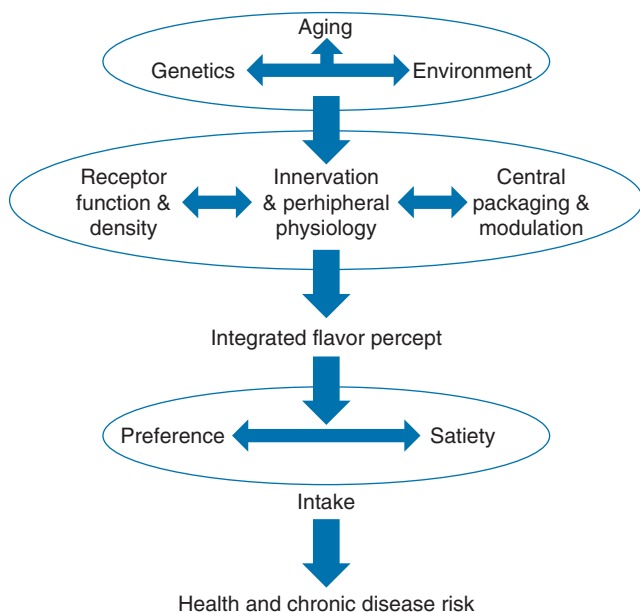 Aging
Genetics
Environment
Receptor
function &
density
Innervation
& perhipheral
physiology
Central
packaging &
modulation
Integrated flavor percept
Preference
Satiety
Intake
Health and chronic disease risk